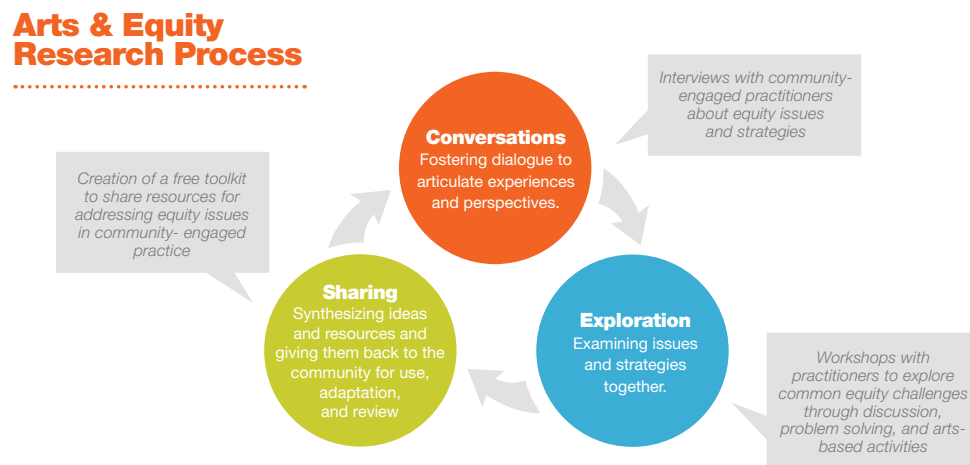 Arts & Equity
Research Process
Conversations
Fostering dialogue to
articulate experiences
and perspectives.
Interviews with community-
engaged practitioners
about equity issues
and strategies
Exploration
Examining issues
and strategies
together.
Workshops with
practitioners to explore
common equity challenges
through discussion,
problem solving, and arts-
based activities
Sharing
Synthesizing ideas
and resources and
giving them back to the
community for use,
adaptation,
and review
Creation of a free toolkit
to share resources for
addressing equity issues
in community- engaged
practice